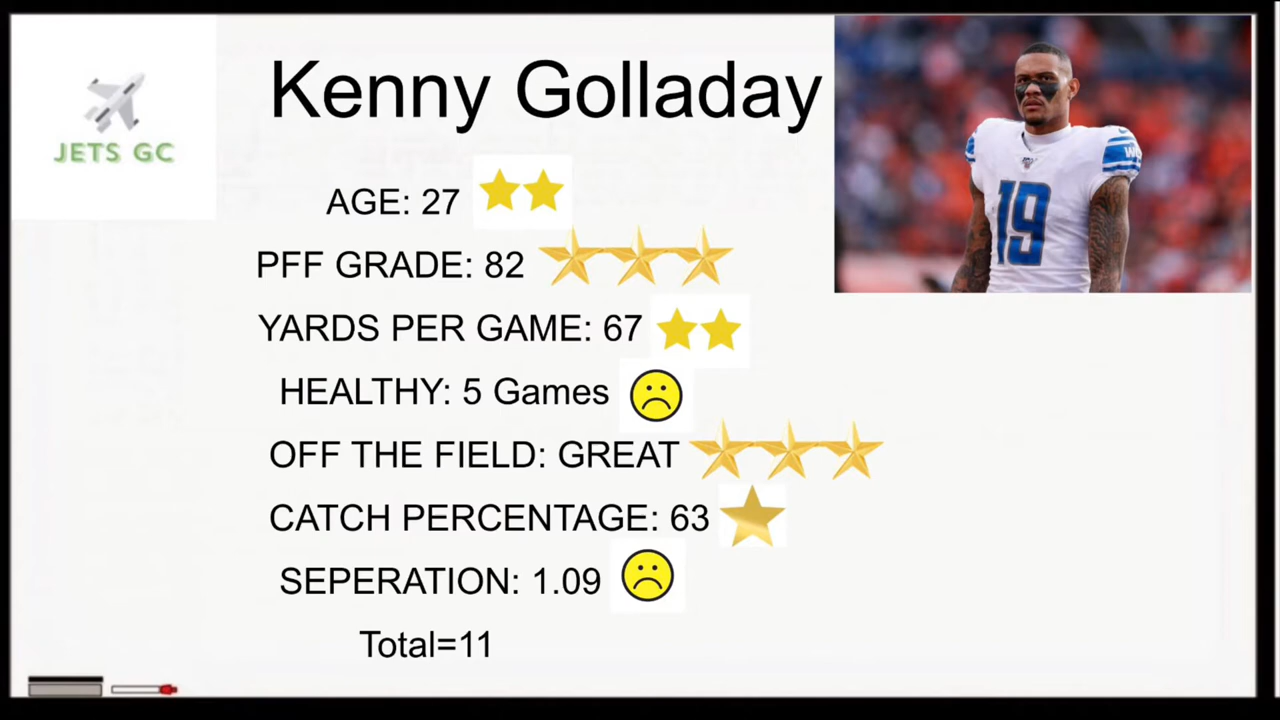 Kenny Golladay
JETS GC
AGE: 27
PFF GRADE: 82
YARDS PER GAME: 67
HEALTHY: 5 Games
OFF THE FIELD: GREAT
CATCH PERCENTAGE: 63
SEPERATION: 1.09
Total=11
19